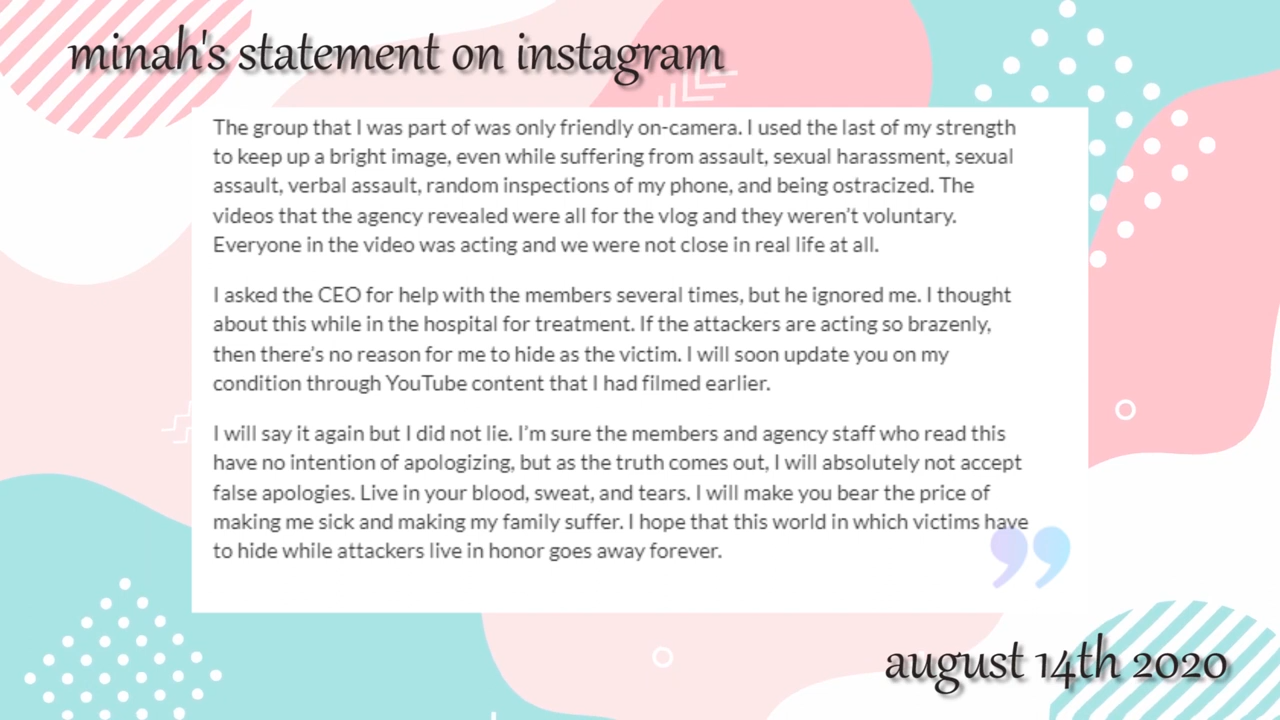 minah's statement on instagram
The group that I was part of was only friendly on-camera. I used the last of my strength
to keep up a bright image, even while suffering from assault, sexual harassment, sexual
assault, verbal assault, random inspections of my phone, and being ostracized. The
videos that the agency revealed were all for the vlog and they weren't voluntary.
Everyone in the video was acting and we were not close in real life at all.
I asked the CEO for help with the members several times, but he ignored me. I thought
about this while in the hospital for treatment. If the attackers are acting so brazenly,
then there's no reason for me to hide as the victim. I will soon update you on my
condition through YouTube content that I had filmed earlier.
I will say it again but I did not lie. I'm sure the members and agency staff who read this
have no intention of apologizing, but as the truth comes out, I will absolutely not accept
false apologies. Live in your blood, sweat, and tears. I will make you bear the price of
making me sick and making my family suffer. I hope that this world in which victims have
to hide while attackers live in honor goes away forever.
august 14th 2020